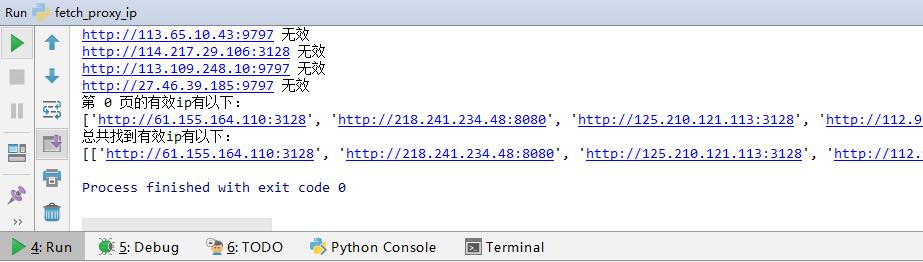 Run fetch_proxy_ip
http://113.65.10.43:9797 无效
http://114.217.29.106:3128 无效
http://113.109.248.10:9797 无效
http://27.46.39.185:9797 无效
第 0 页的有效ip有以下:
['http://61.155.164.110:3128', 'http://218.241.234.48:8080', 'http://125.210.121.113:3128', 'http://112.9
总共找到有效ip有以下:
[['http://61.155.164.110:3128', 'http://218.241.234.48:8080', 'http://125.210.121.113:3128', 'http://112.
Process finished with exit code 0
>>
4: Run 5: Debug 6: TODO Python Console Terminal